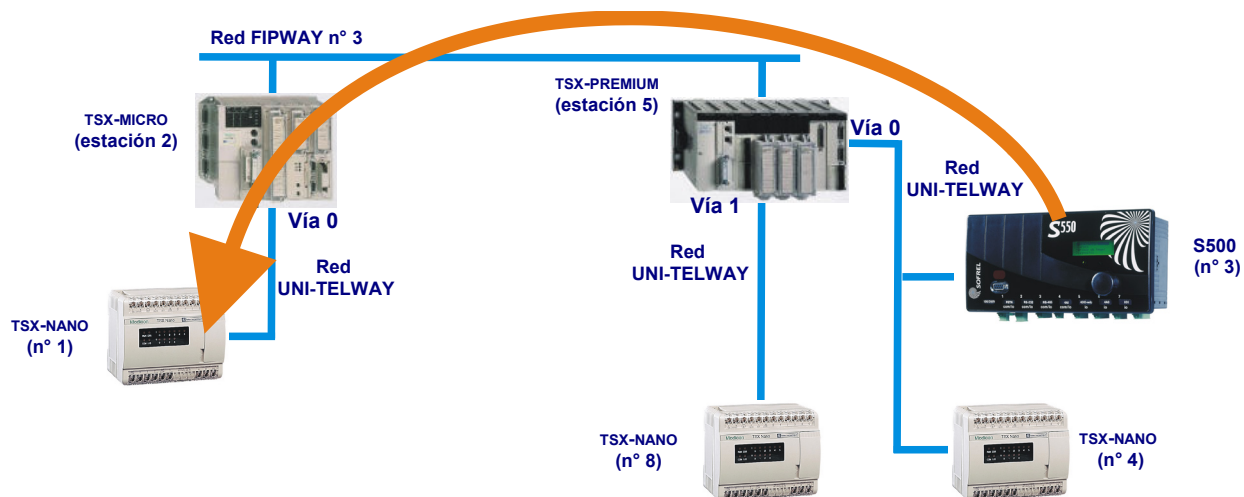 Red FIPWAY n° 3
TSX-MICRO
(estación 2)
TSX-PREMIUM
(estación 5)
Vía 0
Red
UNI-TELWAY
Vía 1
Vía 0
S550
SOFREL
S500
(n° 3)
Red
UNI-TELWAY
Red
UNI-TELWAY
TSX-NANO
(n° 1)
TSX-NANO
(n° 8)
TSX-NANO
(n° 4)